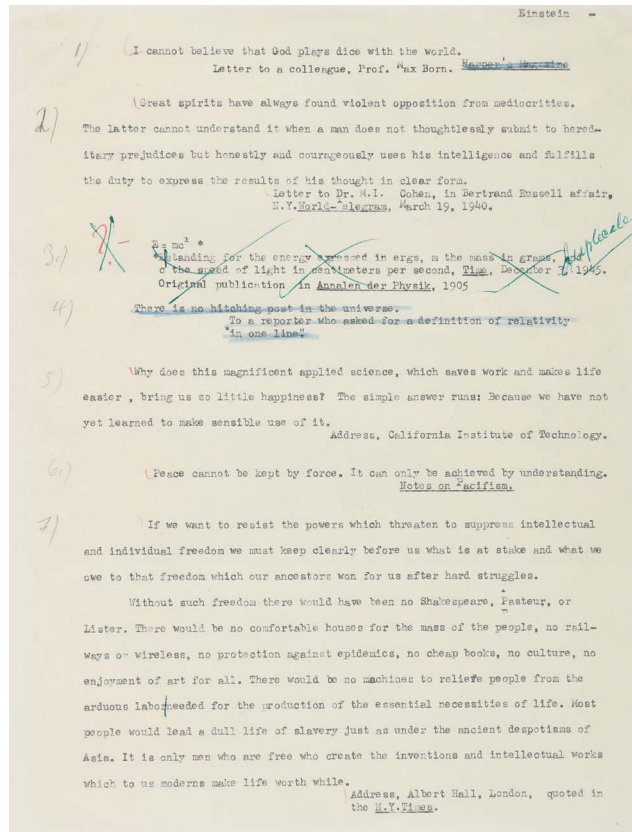 Einstein -
1) I cannot believe that God plays dice with the world.
Letter to a colleague, Prof. Max Born. Harper's Magazine
2) Great spirits have always found violent opposition from mediocrities.
The latter cannot understand it when a man does not thoughtlessly submit to hered-
itary prejudices but honestly and courageously uses his intelligence and fulfills
the duty to express the results of his thought in clear form.
Letter to Dr. M.I. Cohen, in Bertrand Russell affair,
N.Y.World-Telegram, March 19, 1940.
?-
E = mc² *
3.) *Standing for the energy expressed in ergs, m the mass in grams, and
c the speed of light in centimeters per second, Time, December 3, 1945.
Original publication in Annalen der Physik, 1905
duplicate
4) There is no hitching post in the universe.
To a reporter who asked for a definition of relativity
"in one line".
5) Why does this magnificent applied science, which saves work and makes life
easier , bring us so little happiness? The simple answer runs: Because we have not
yet learned to make sensible use of it.
Address, California Institute of Technology.
6.) Peace cannot be kept by force. It can only be achieved by understanding.
Notes on Pacifism.
7) If we want to resist the powers which threaten to suppress intellectual
and individual freedom we must keep clearly before us what is at stake and what we
owe to that freedom which our ancestors won for us after hard struggles.
Without such freedom there would have been no Shakespeare, Pasteur, or
Lister. There would be no comfortable houses for the mass of the people, no rail-
ways or wireless, no protection against epidemics, no cheap books, no culture, no
enjoyment of art for all. There would be no machines to relieve people from the
arduous labor needed for the production of the essential necessities of life. Most
people would lead a dull life of slavery just as under the ancient despotisms of
Asia. It is only men who are free who create the inventions and intellectual works
which to us moderns make life worth while.
Address, Albert Hall, London, quoted in
the N.Y.Times.